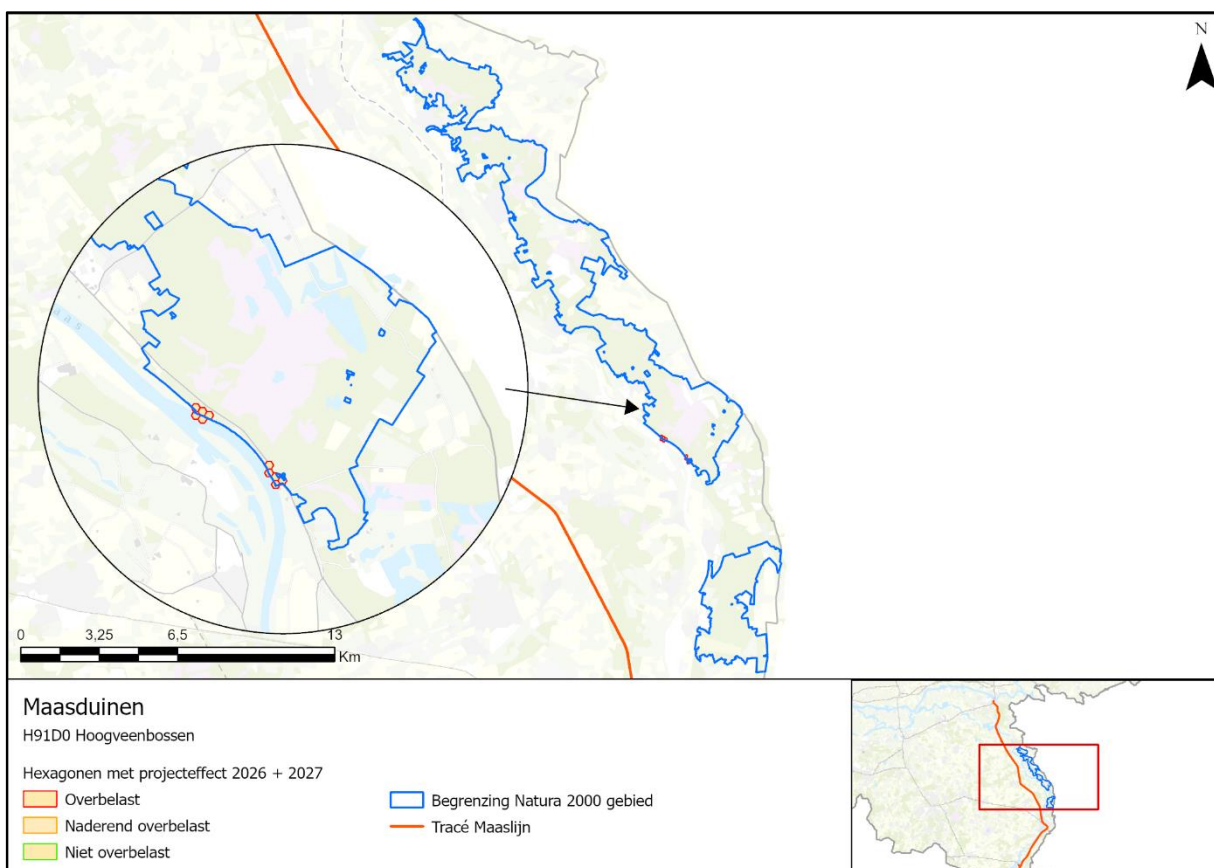 N
aas
0 3,25 6,5 13
Km
Maasduinen
H91D0 Hoogveenbossen
Hexagonen met projecteffect 2026 + 2027
Overbelast
Naderend overbelast
Niet overbelast
Begrenzing Natura 2000 gebied
Tracé Maaslijn